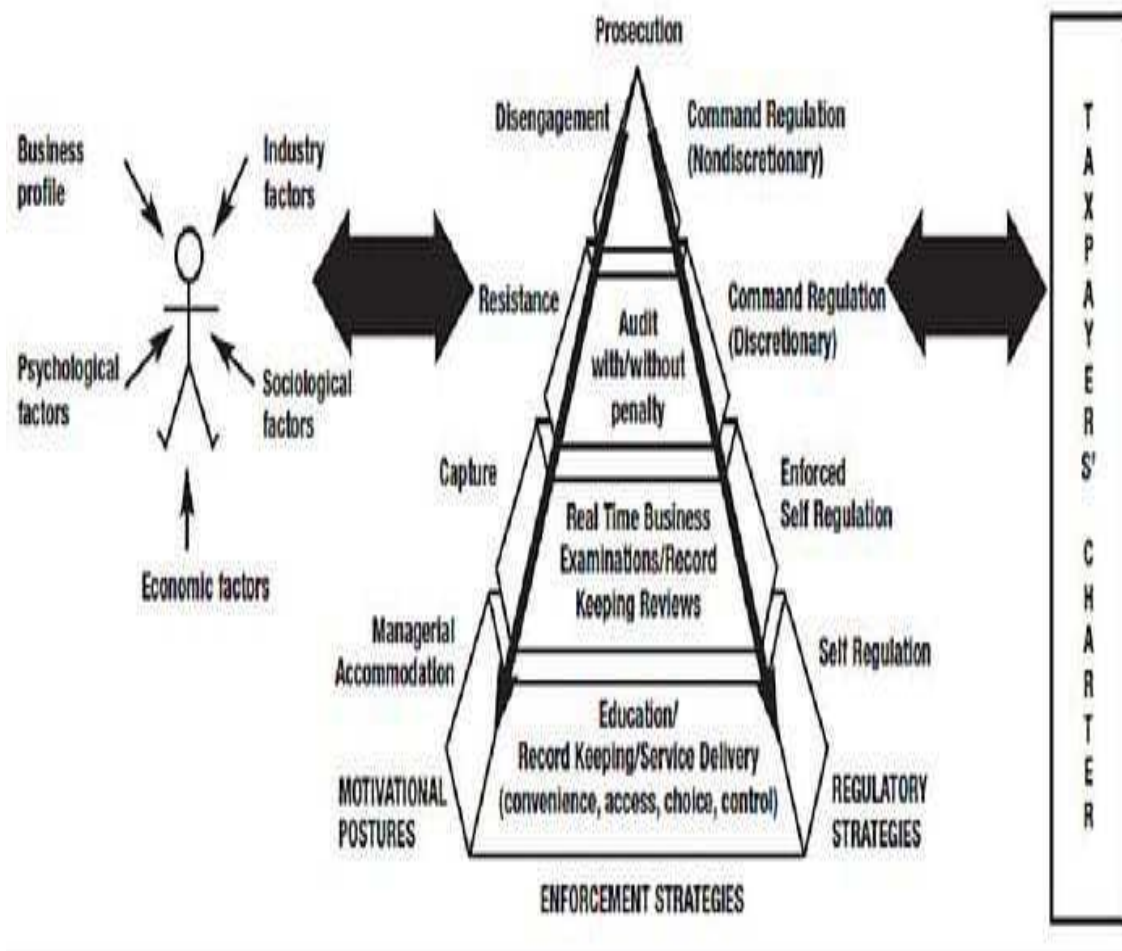 Prosecution
Disengagement
Command Regulation
(Nondiscretionary)
Business
profile
Industry
factors
Psychological
factors
Sociological
factors
Economic factors
Resistance
Command Regulation
(Discretionary)
Audit
with/without
penalty
Capture
Enforced
Self Regulation
Real Time Business
Examinations/Record
Keeping Reviews
Managerial
Accommodation
Self Regulation
Education/
Record Keeping/Service Delivery
(convenience, access, choice, control)
MOTIVATIONAL
POSTURES
REGULATORY
STRATEGIES
ENFORCEMENT STRATEGIES
TAXPAYERS' CHARTER